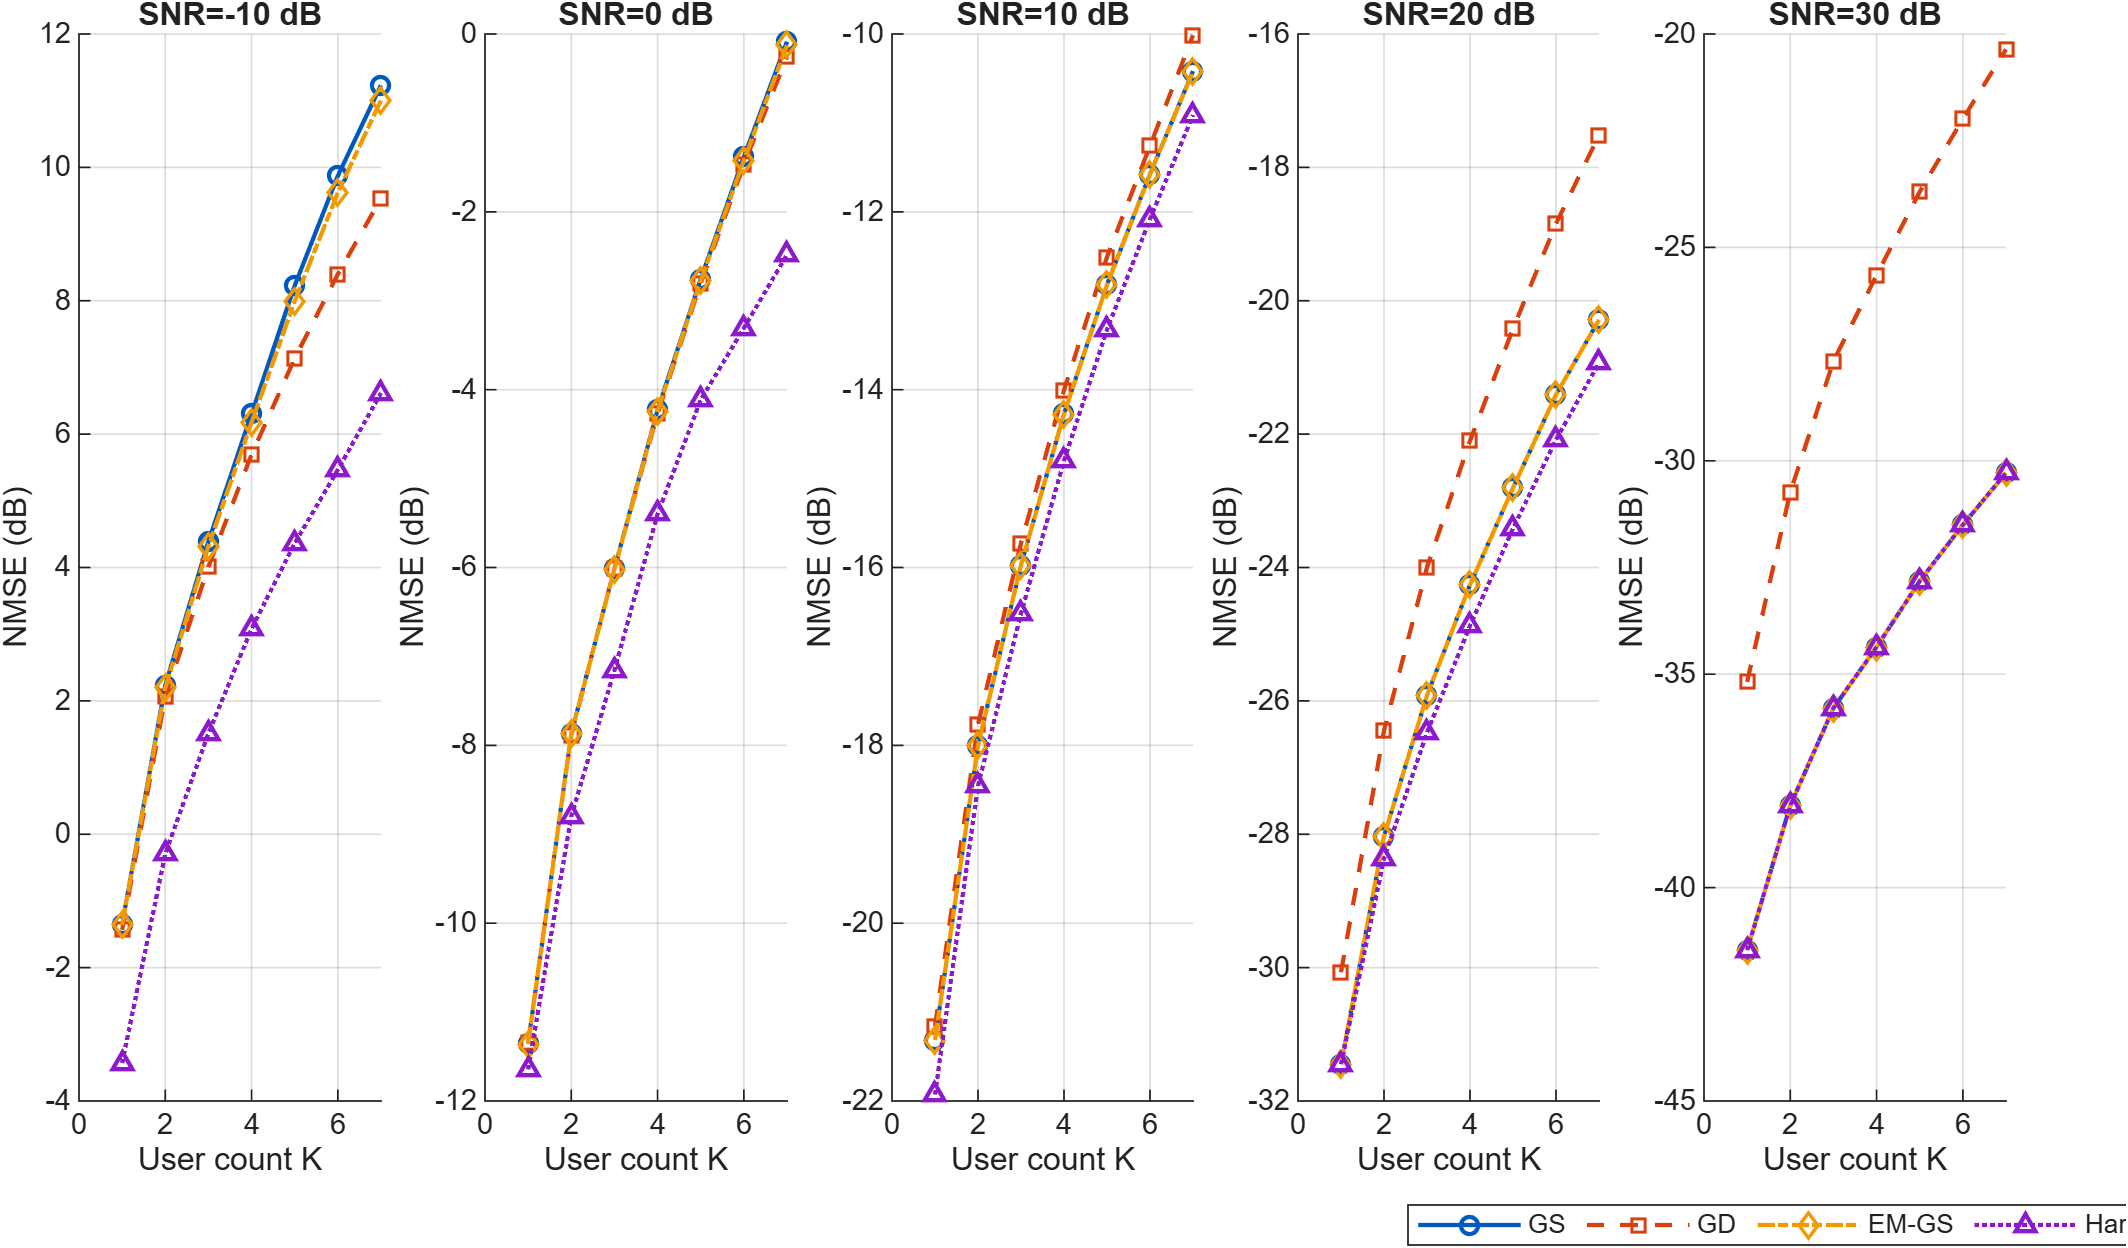 SNR=-10 dB
SNR=0 dB
SNR=10 dB
SNR=20 dB
SNR=30 dB
12
10
8
6
4
2
0
-2
-4
NMSE (dB)
0 2 4 6
User count K
0
-2
-4
-6
-8
-10
-12
NMSE (dB)
0 2 4 6
User count K
-10
-12
-14
-16
-18
-20
-22
NMSE (dB)
0 2 4 6
User count K
-16
-18
-20
-22
-24
-26
-28
-30
-32
NMSE (dB)
0 2 4 6
User count K
-20
-25
-30
-35
-40
-45
NMSE (dB)
0 2 4 6
User count K
GS GD EM-GS Har